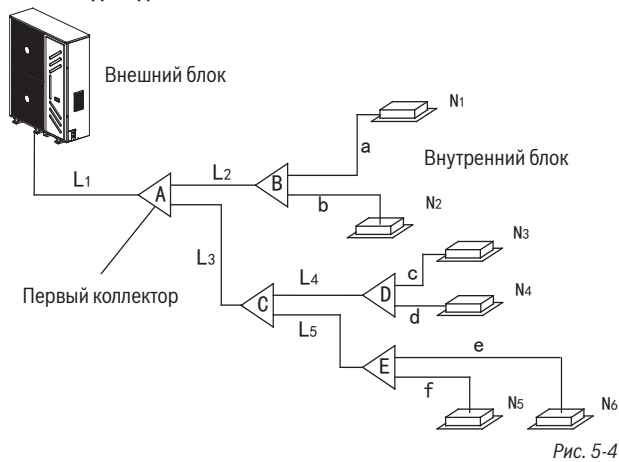 Внешний блок
N1
a
L1
L2
B
Внутренний блок
A
b
N2
N3
L3
c
Первый коллектор
L4
D
N4
C
d
L5
e
E
f
N5
N6
Рис. 5-4